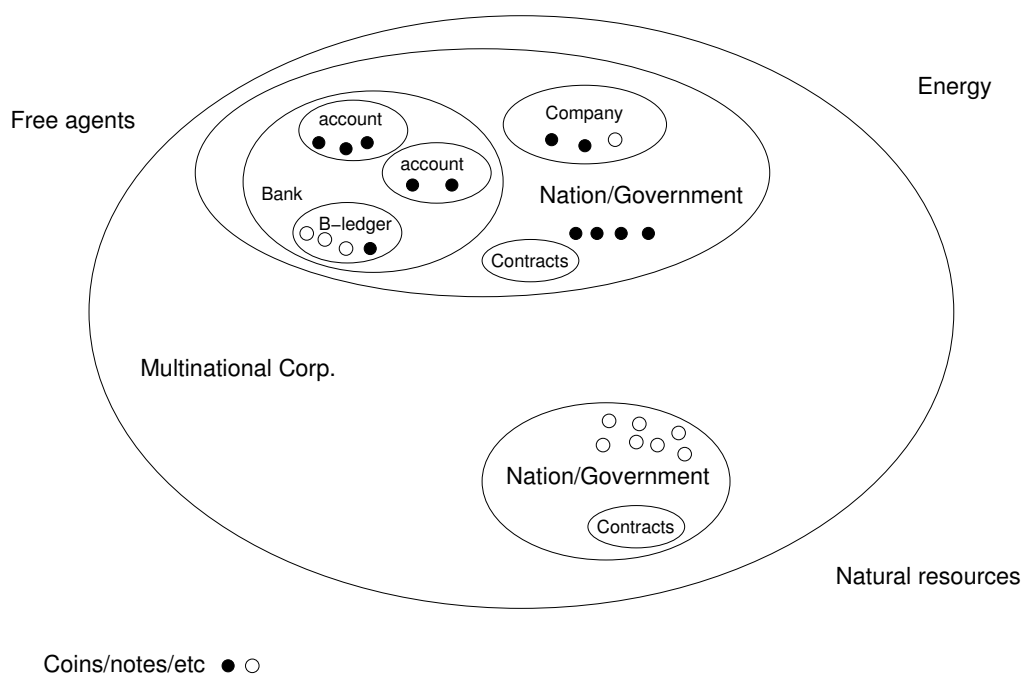 Energy
Free agents
account
Company
account
Bank
Nation/Government
B−ledger
Contracts
Multinational Corp.
Nation/Government
Contracts
Natural resources
Coins/notes/etc